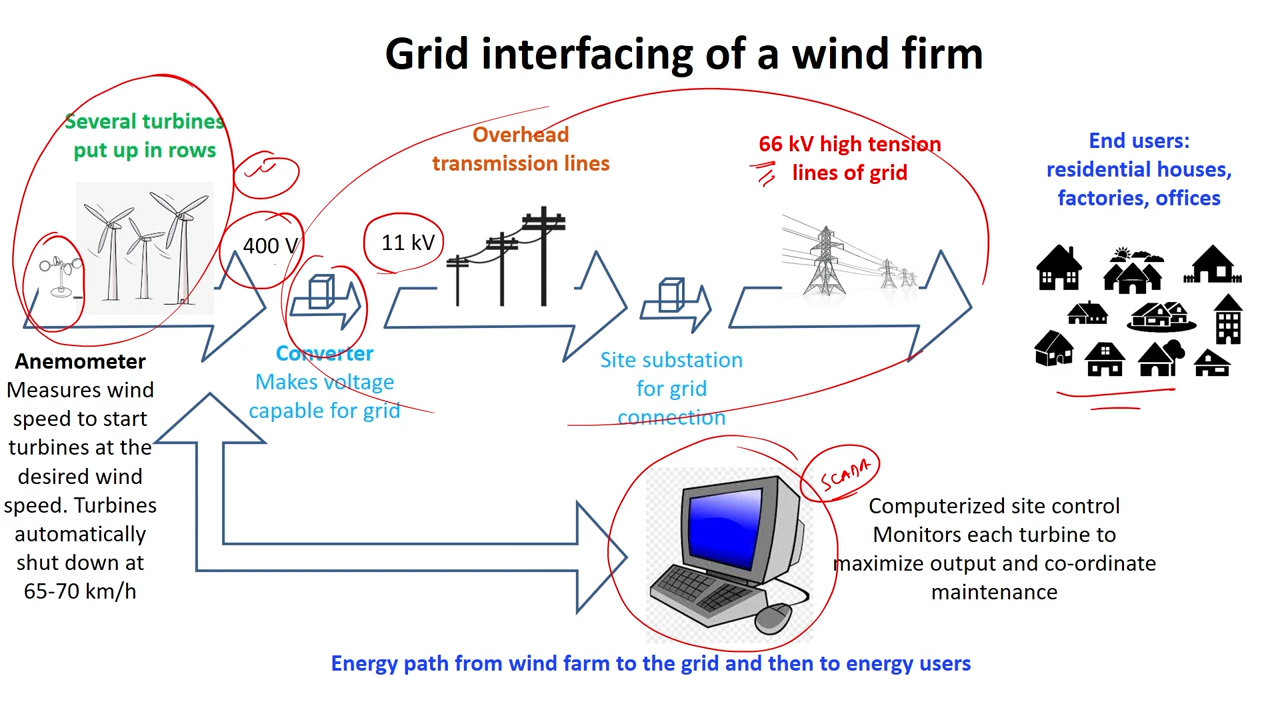 Grid interfacing of a wind firm
Several turbines
put up in rows
400 V
Converter
Makes voltage
capable for grid
11 kV
Overhead
transmission lines
Site substation
for grid
connection
66 kV high tension
lines of grid
End users:
residential houses,
factories, offices
Anemometer
Measures wind
speed to start
turbines at the
desired wind
speed. Turbines
automatically
shut down at
65-70 km/h
SCADA
Computerized site control
Monitors each turbine to
maximize output and co-ordinate
maintenance
Energy path from wind farm to the grid and then to energy users